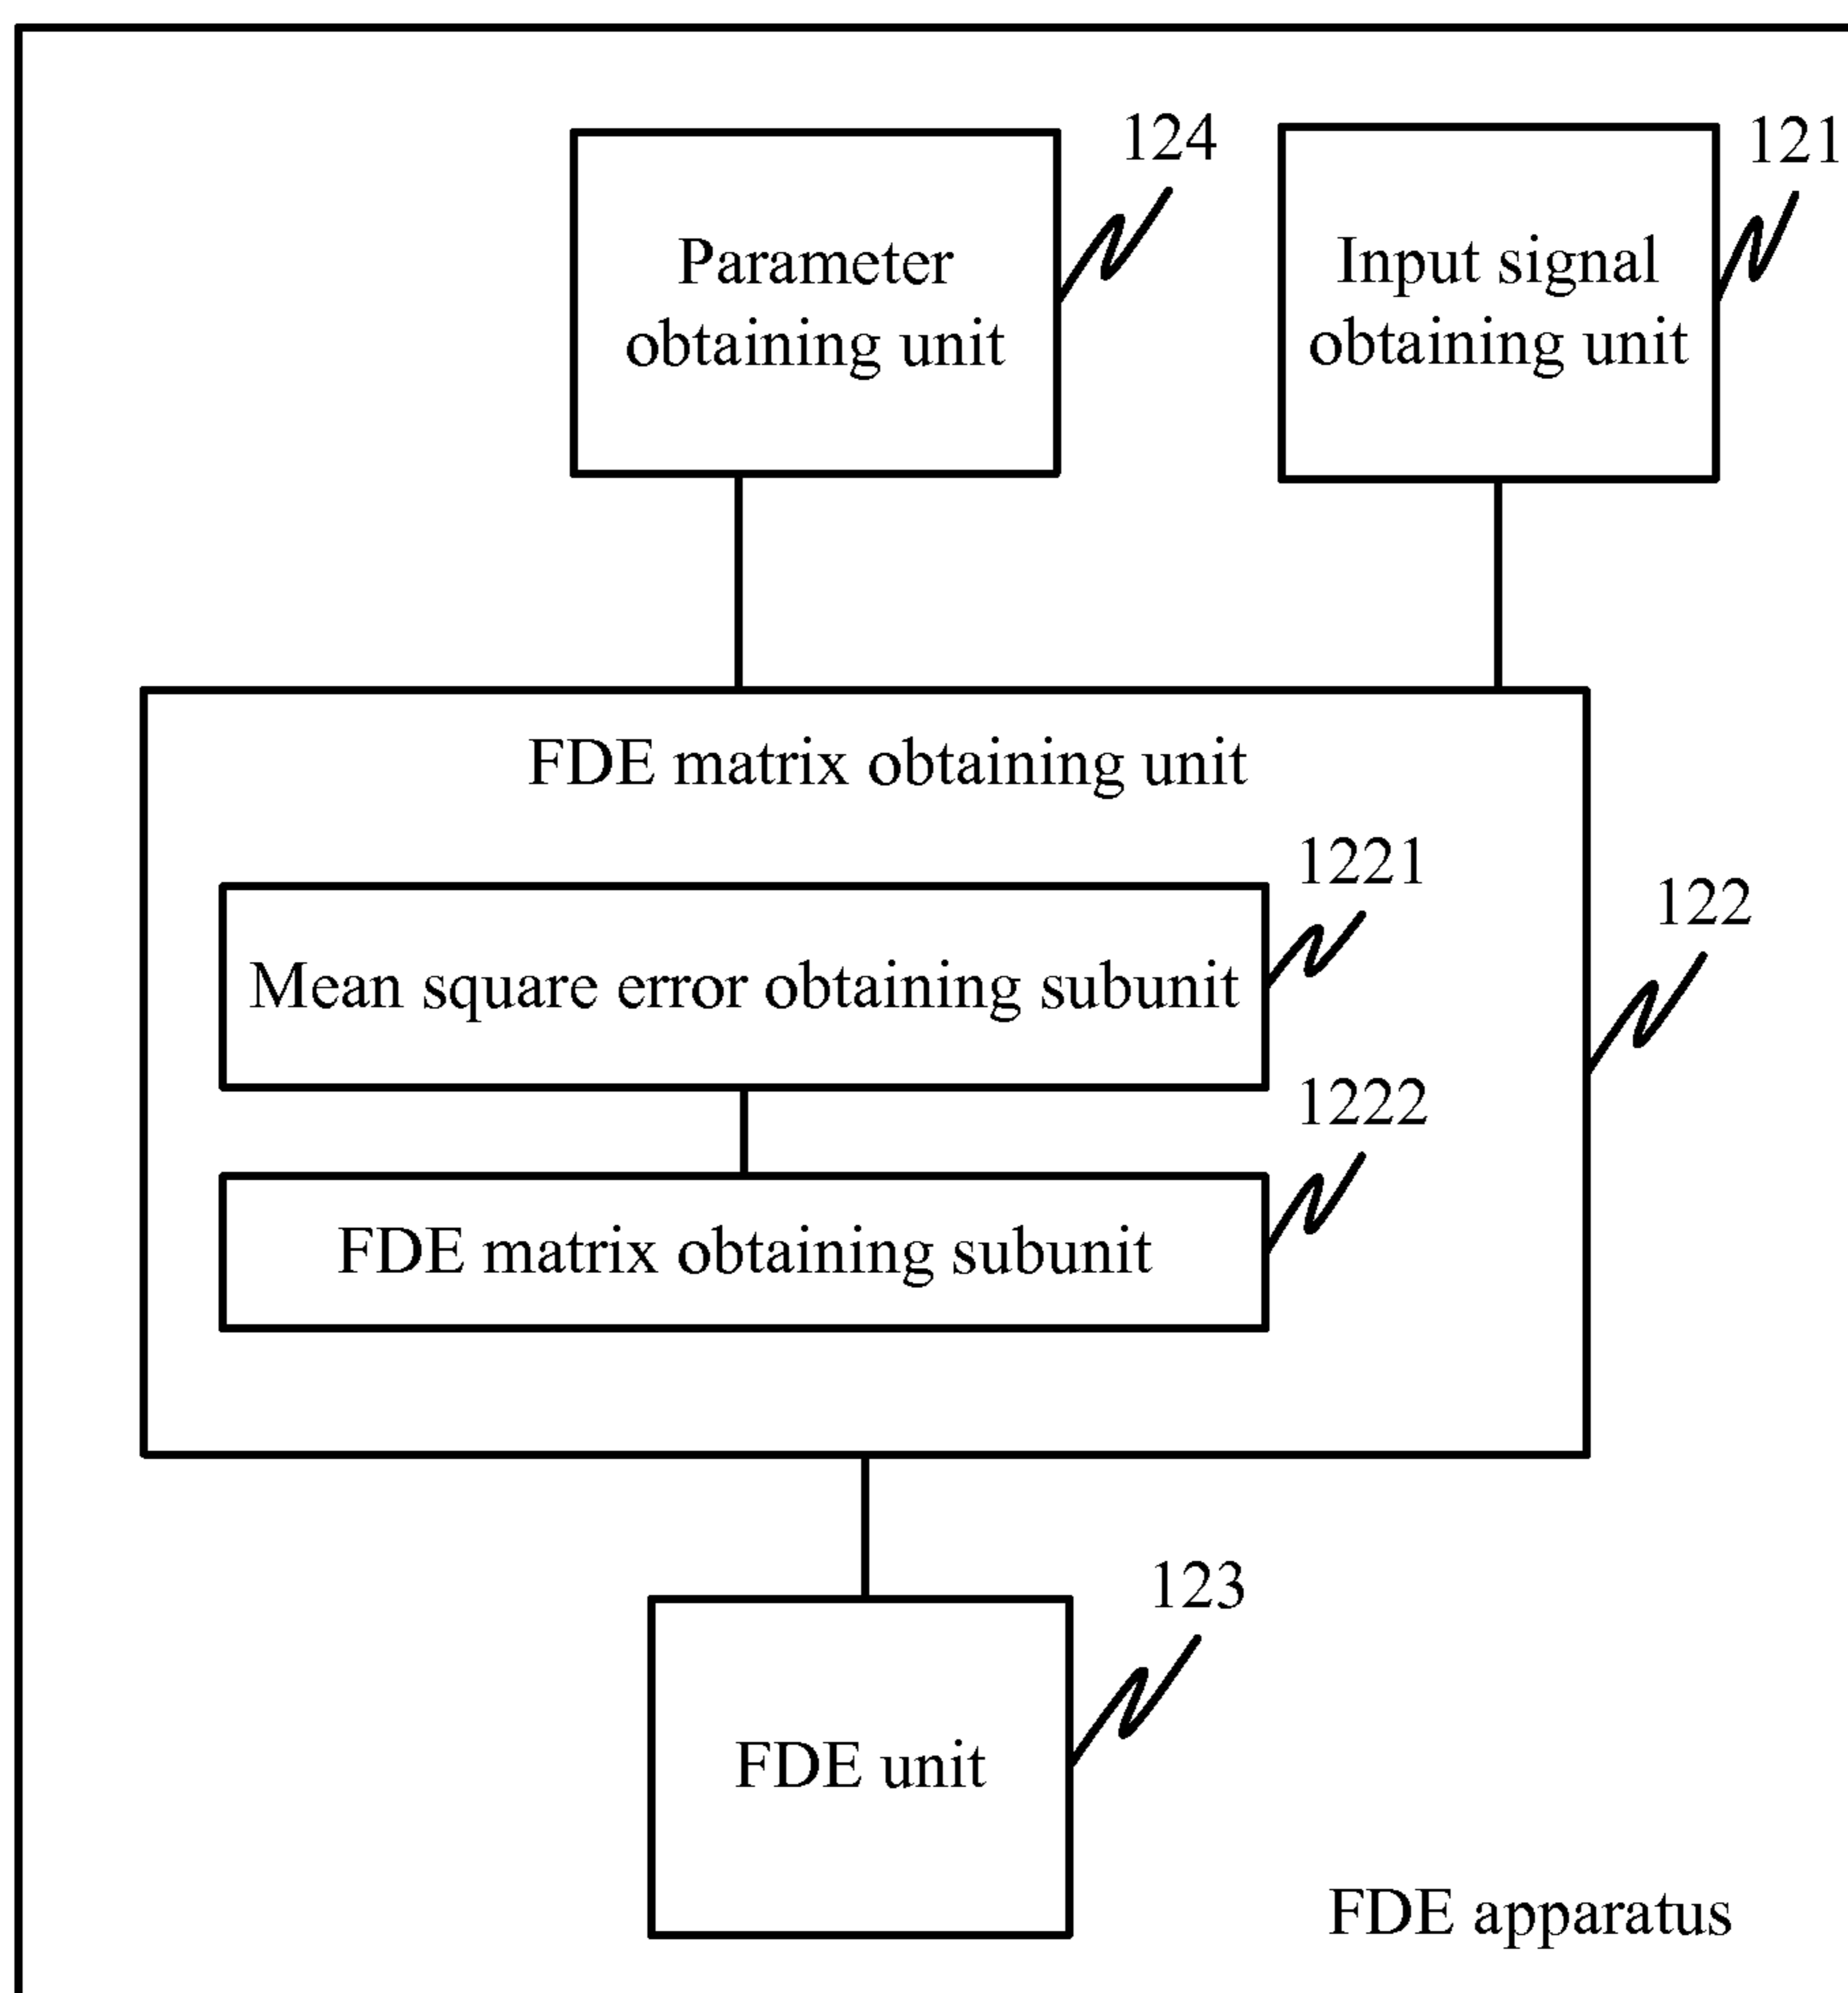 124
121
Parameter
obtaining unit
Input signal
obtaining unit
FDE matrix obtaining unit
1221
122
Mean square error obtaining subunit
1222
FDE matrix obtaining subunit
123
FDE unit
FDE apparatus